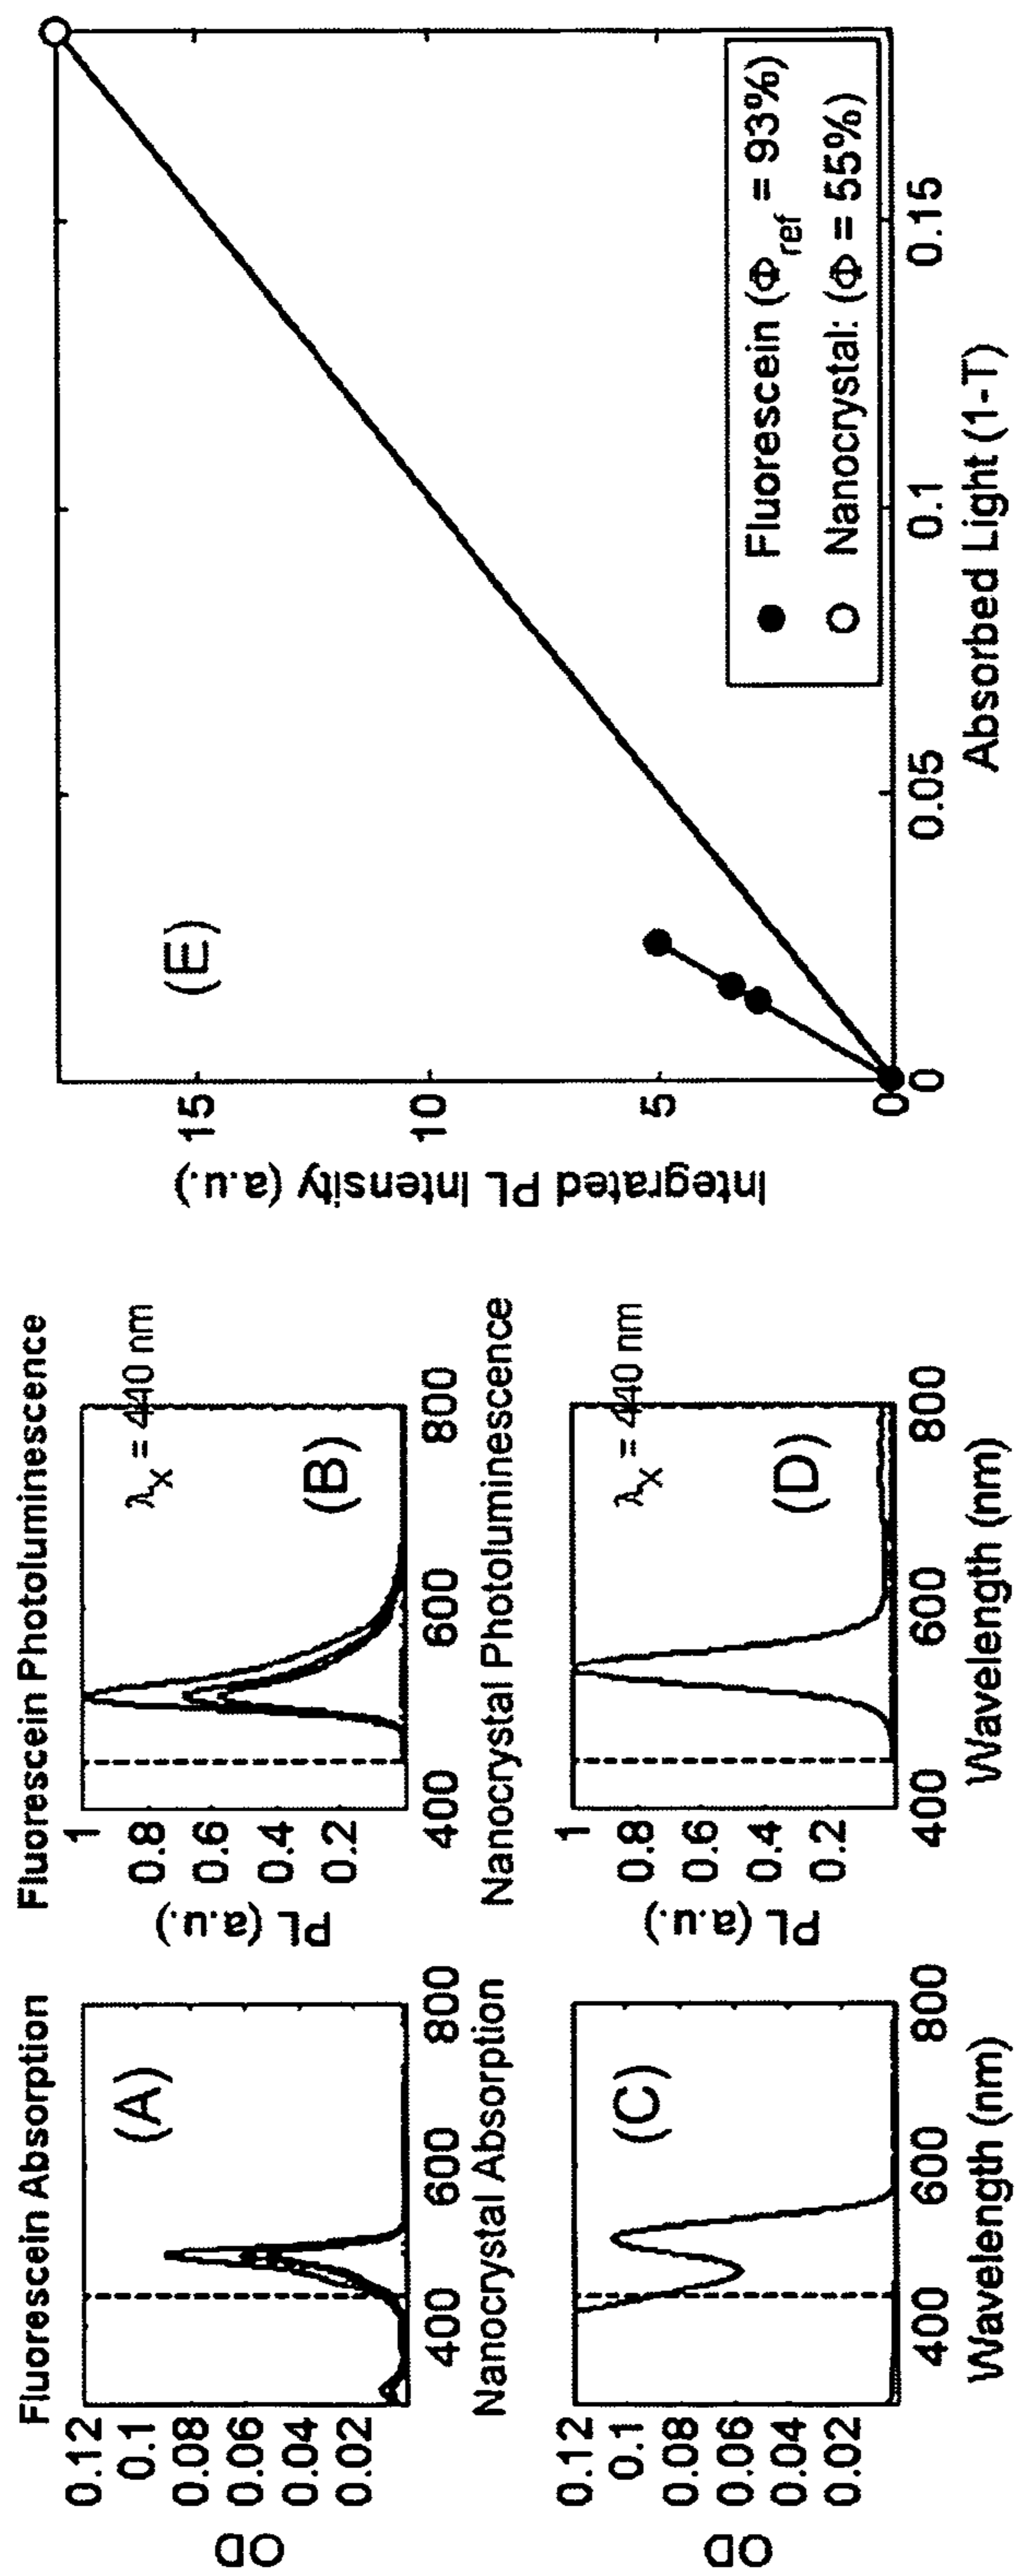 Fluorescein Absorption
OD
0.12
0.1
0.08
0.06
0.04
0.02
(A)
400 600 800
Fluorescein Photoluminescence
PL (a.u.)
1
0.8
0.6
0.4
0.2
λx = 440 nm
(B)
400 600 800
Nanocrystal Absorption
OD
0.12
0.1
0.08
0.06
0.04
0.02
(C)
400 600 800
Wavelength (nm)
Nanocrystal Photoluminescence
PL (a.u.)
1
0.8
0.6
0.4
0.2
λx = 440 nm
(D)
400 600 800
Wavelength (nm)
Integrated PL Intensity (a.u.)
15
10
5
0
(E)
Fluorescein (Φref = 93%)
Nanocrystal: (Φ = 55%)
0 0.05 0.1 0.15
Absorbed Light (1-T)